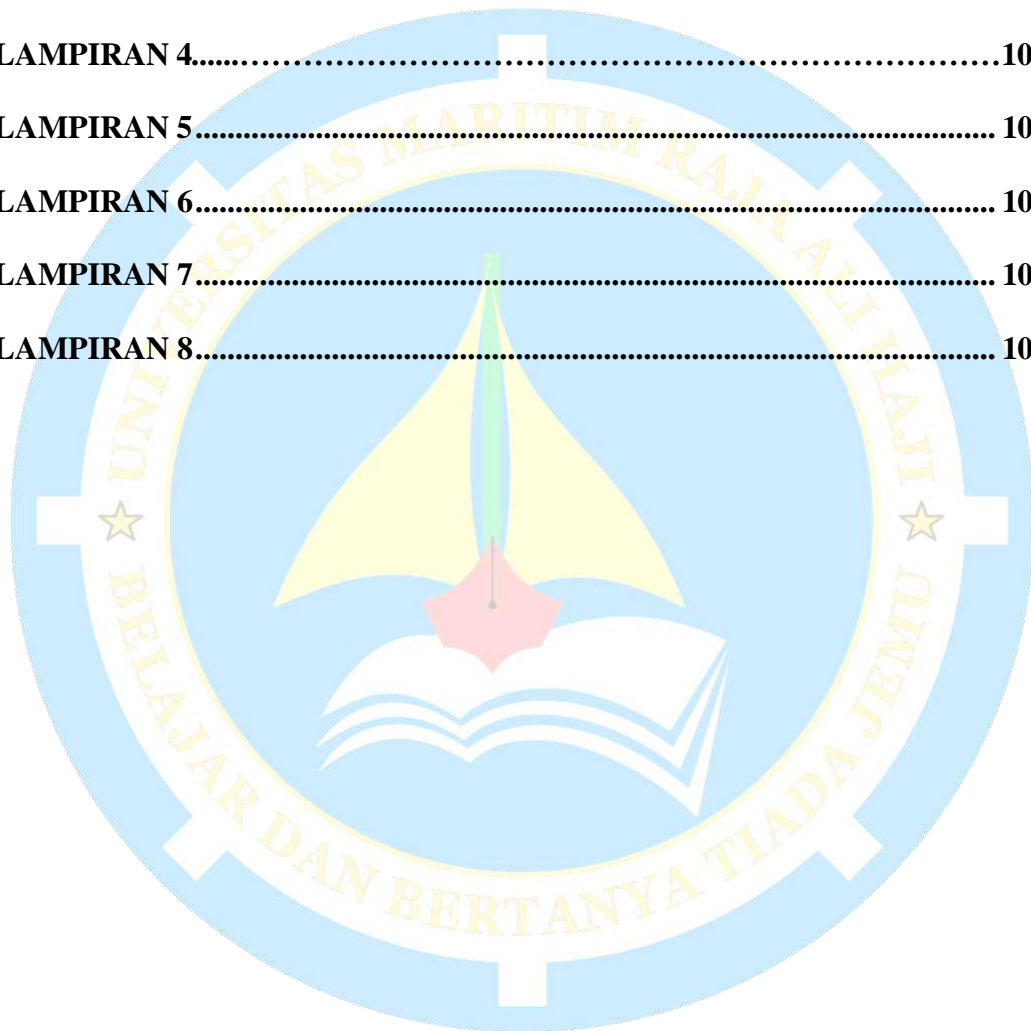 LAMPIRAN 4......………………………………………………………………10
LAMPIRAN 5.......................................................................................... 10
LAMPIRAN 6.......................................................................................... 10
LAMPIRAN 7.......................................................................................... 10
LAMPIRAN 8.......................................................................................... 10
UNIVERSITAS MARITIM RAJA ALI HAJI
BELAJAR DAN BERTANYA TIADA JEMU